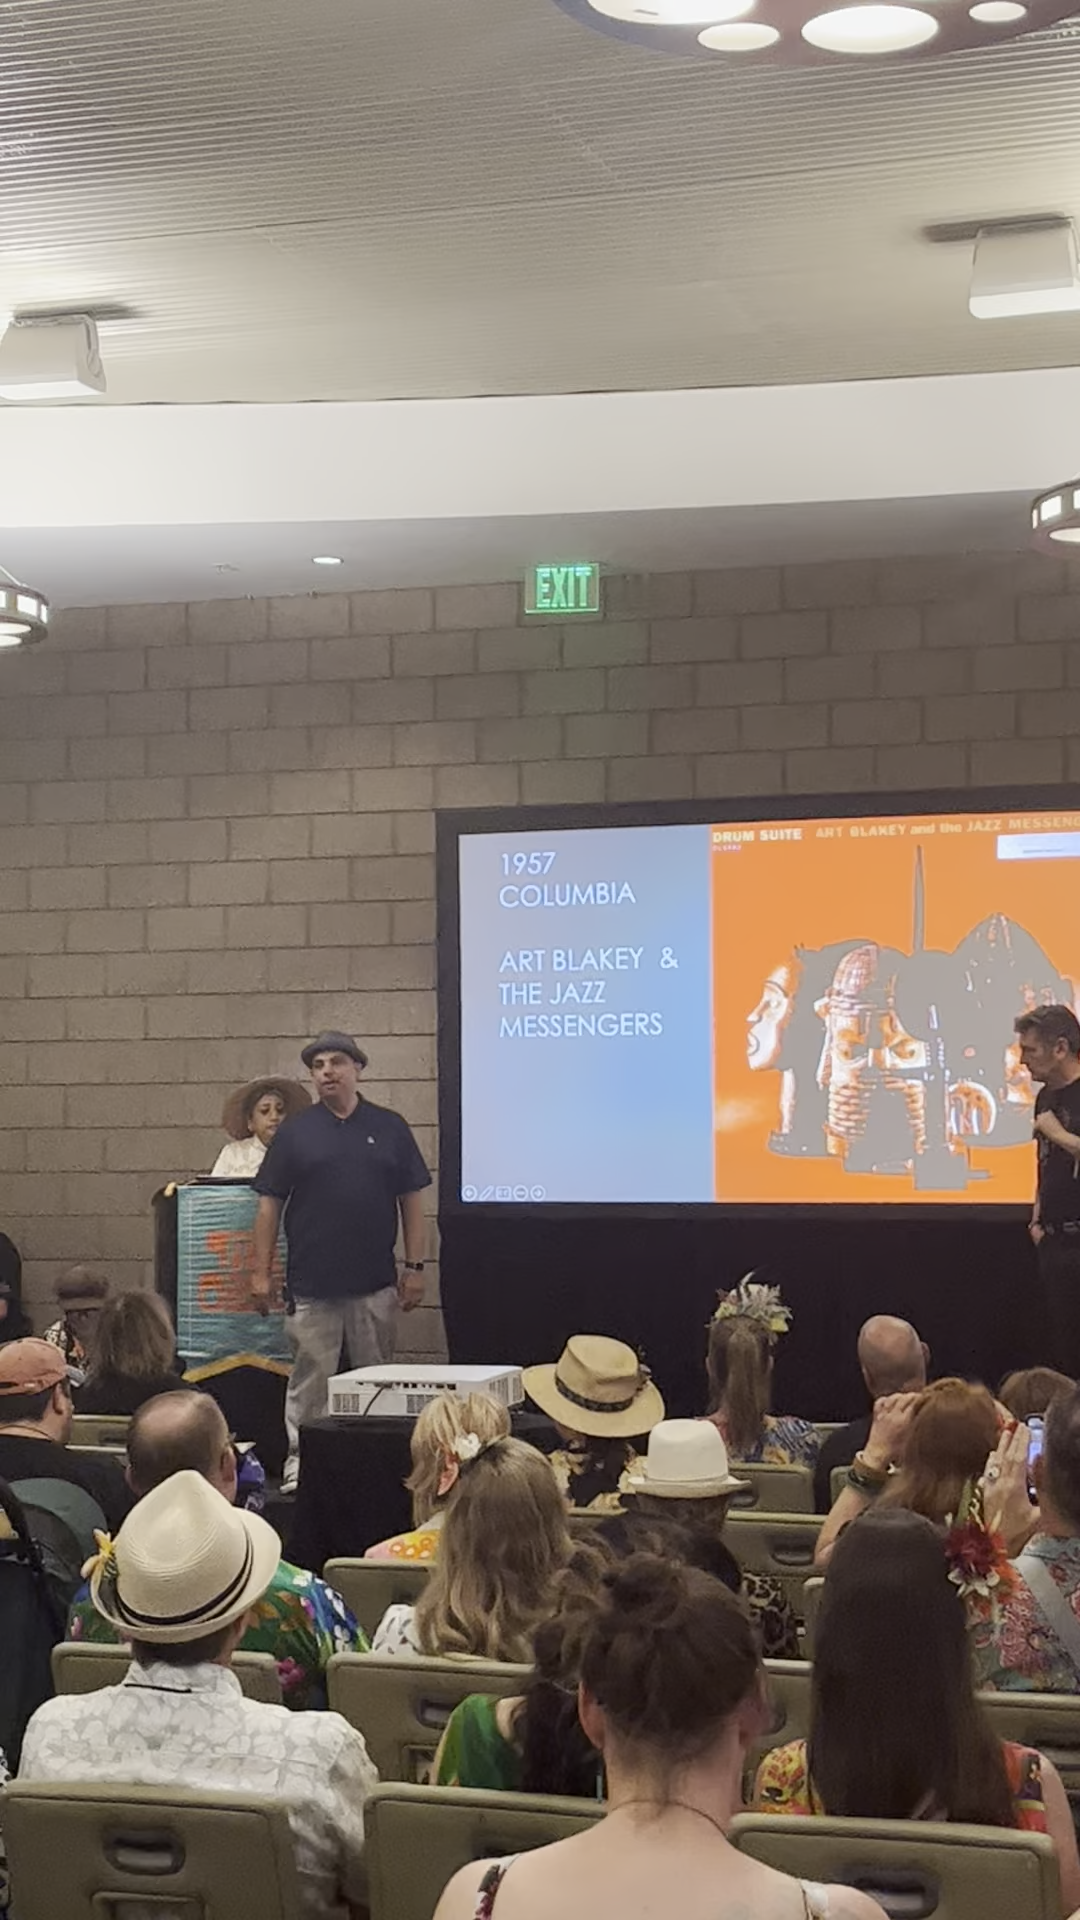 EXIT
1957
COLUMBIA
ART BLAKEY &
THE JAZZ
MESSENGERS
DRUM SUITE ART BLAKEY and the JAZZ